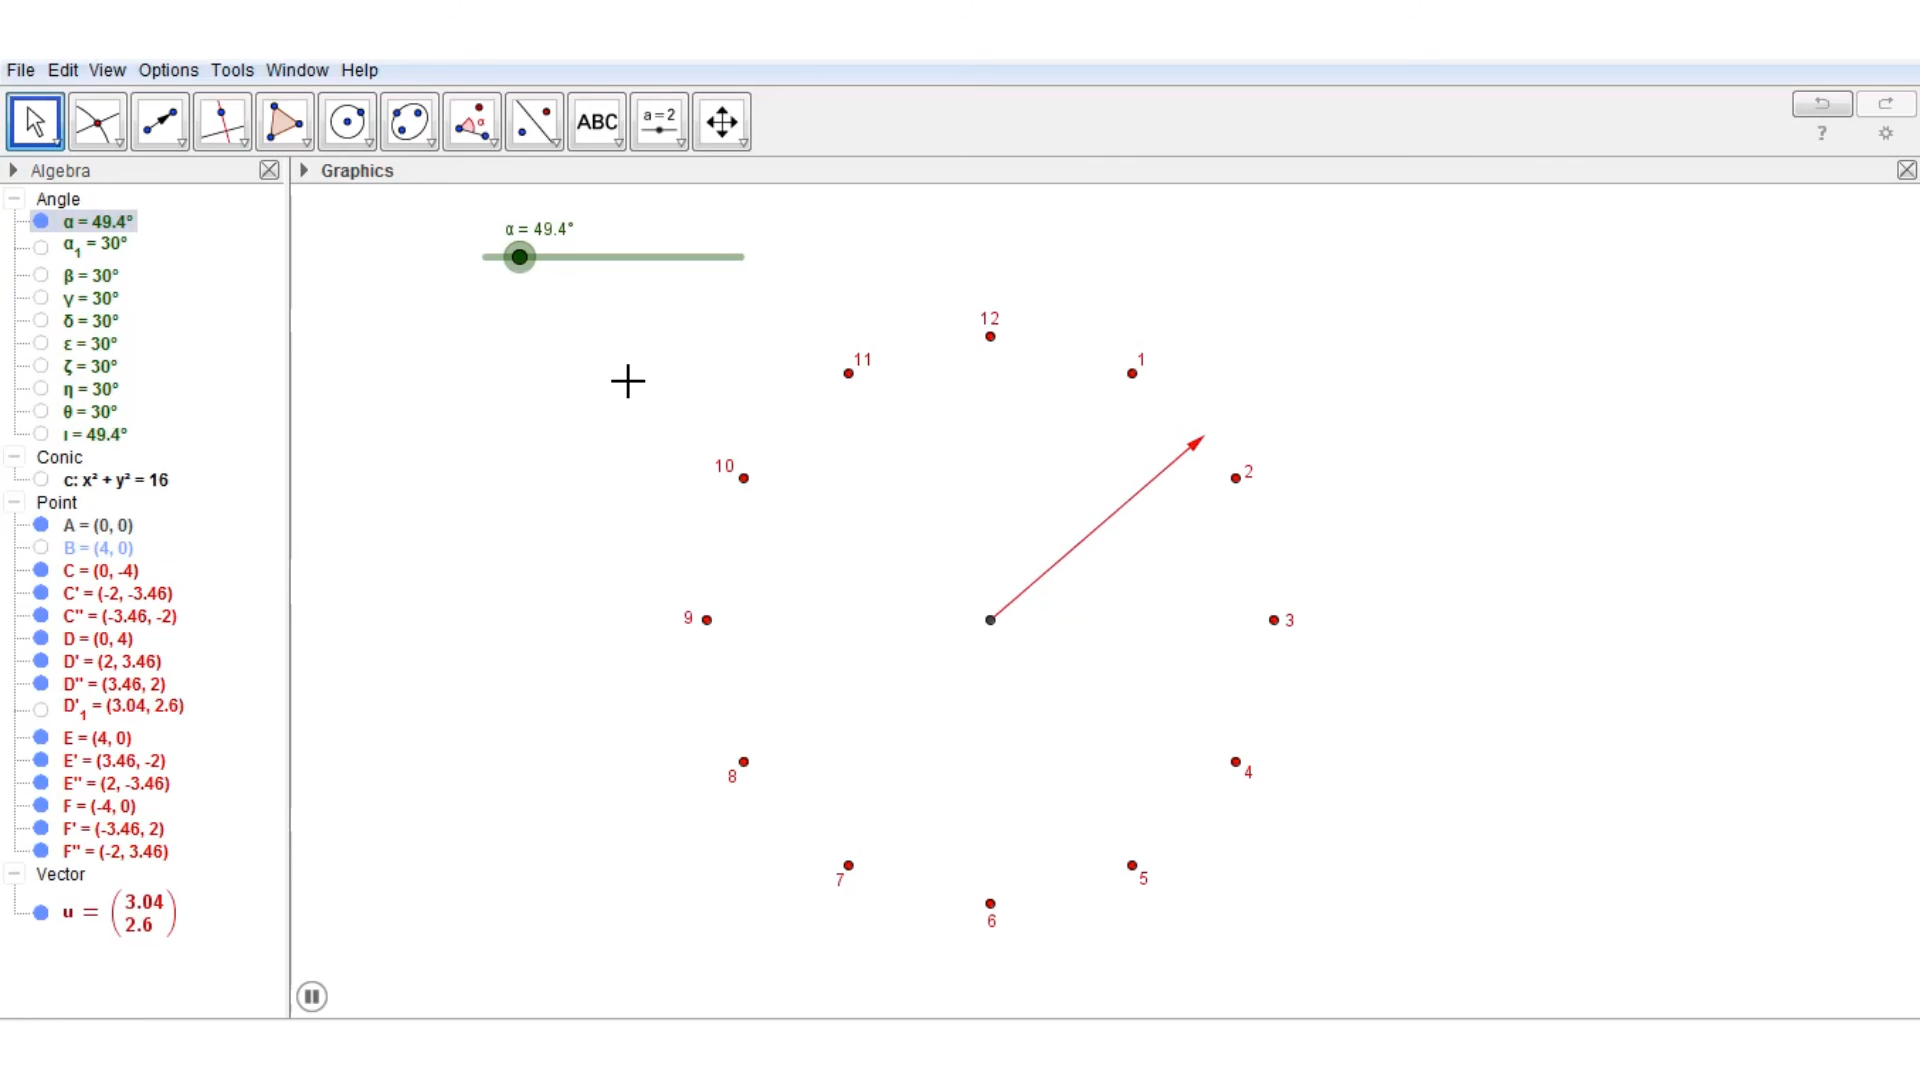 File Edit View Options Tools Window Help
α
ABC
a = 2
?
Algebra
Graphics
Angle
α = 49.4°
α₁ = 30°
β = 30°
γ = 30°
δ = 30°
ε = 30°
ζ = 30°
η = 30°
θ = 30°
ι = 49.4°
Conic
c: x² + y² = 16
Point
A = (0, 0)
B = (4, 0)
C = (0, -4)
C' = (-2, -3.46)
C'' = (-3.46, -2)
D = (0, 4)
D' = (2, 3.46)
D'' = (3.46, 2)
D'₁ = (3.04, 2.6)
E = (4, 0)
E' = (3.46, -2)
E'' = (2, -3.46)
F = (-4, 0)
F' = (-3.46, 2)
F'' = (-2, 3.46)
Vector
u = (3.04
2.6)
α = 49.4°
12
11
1
10
2
9
3
8
4
7
5
6